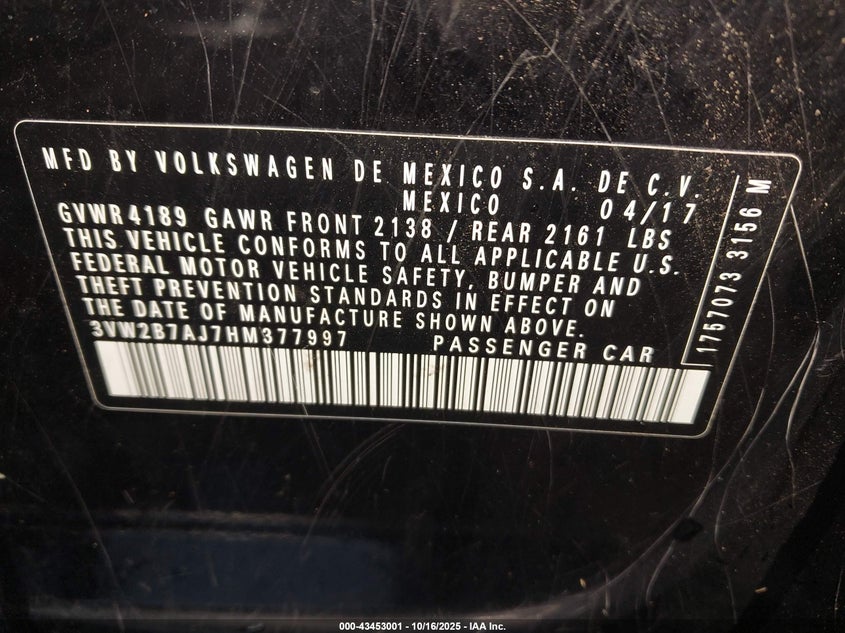 MFD BY VOLKSWAGEN DE MEXICO S.A. DE C.V.
MEXICO 04/17
GVWR 4189 GAWR FRONT 2138 / REAR 2161 LBS
THIS VEHICLE CONFORMS TO ALL APPLICABLE U.S.
FEDERAL MOTOR VEHICLE SAFETY, BUMPER AND
THEFT PREVENTION STANDARDS IN EFFECT ON
THE DATE OF MANUFACTURE SHOWN ABOVE.
3VW2B7AJ7HM377997 PASSENGER CAR
1757073 3156 M
000-43453001 - 10/16/2025 - IAA Inc.